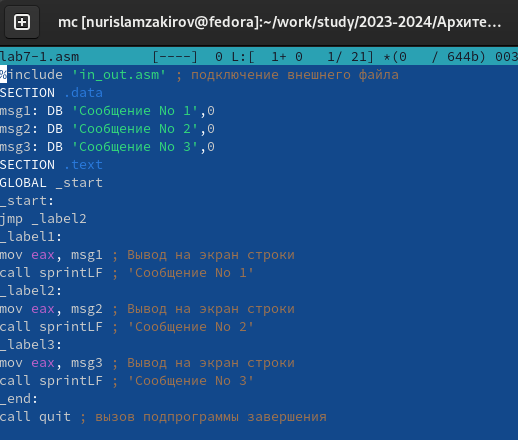 mc [nurislamzakirov@fedora]:~/work/study/2023-2024/Архите...
lab7-1.asm [----] 0 L:[ 1+ 0 1/ 21] *(0 / 644b) 003
%include 'in_out.asm' ; подключение внешнего файла
SECTION .data
msg1: DB 'Сообщение No 1',0
msg2: DB 'Сообщение No 2',0
msg3: DB 'Сообщение No 3',0
SECTION .text
GLOBAL _start
_start:
jmp _label2
_label1:
mov eax, msg1 ; Вывод на экран строки
call sprintLF ; 'Сообщение No 1'
_label2:
mov eax, msg2 ; Вывод на экран строки
call sprintLF ; 'Сообщение No 2'
_label3:
mov eax, msg3 ; Вывод на экран строки
call sprintLF ; 'Сообщение No 3'
_end:
call quit ; вызов подпрограммы завершения